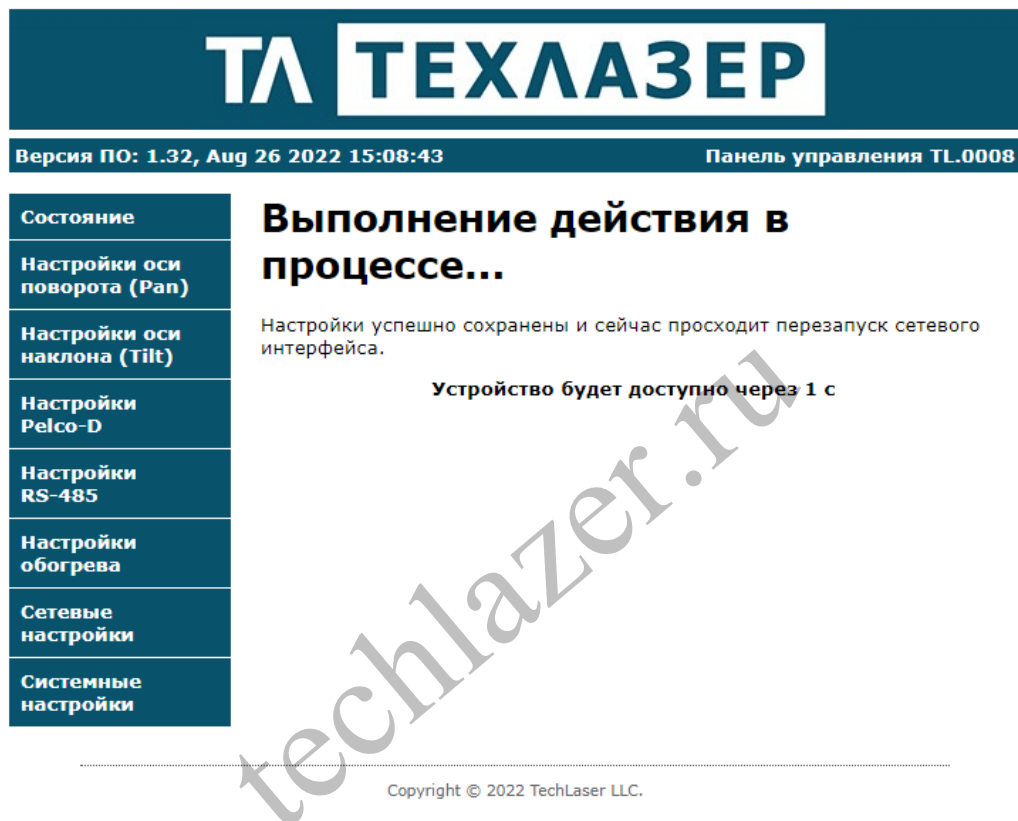 ТЛ ТЕХЛАЗЕР
Версия ПО: 1.32, Aug 26 2022 15:08:43
Панель управления TL.0008
Состояние
Настройки оси
поворота (Pan)
Настройки оси
наклона (Tilt)
Настройки
Pelco-D
Настройки
RS-485
Настройки
обогрева
Сетевые
настройки
Системные
настройки
Выполнение действия в
процессе...
Настройки успешно сохранены и сейчас просходит перезапуск сетевого
интерфейса.
Устройство будет доступно через 1 с
techlazer.ru
Copyright © 2022 TechLaser LLC.